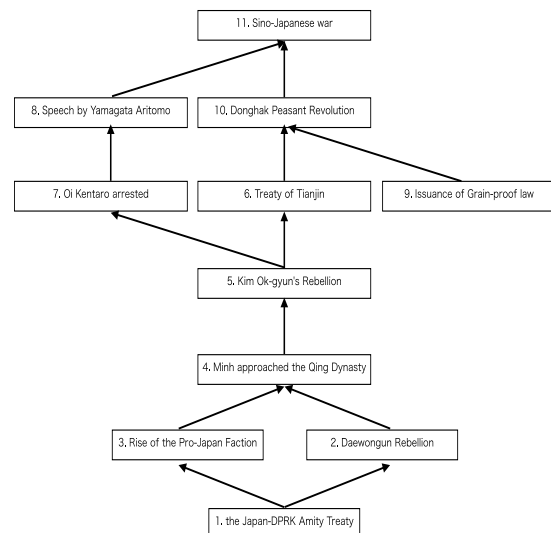 11. Sino-Japanese war
8. Speech by Yamagata Aritomo
10. Donghak Peasant Revolution
7. Oi Kentaro arrested
6. Treaty of Tianjin
9. Issuance of Grain-proof law
5. Kim Ok-gyun's Rebellion
4. Minh approached the Qing Dynasty
3. Rise of the Pro-Japan Faction
2. Daewongun Rebellion
1. the Japan-DPRK Amity Treaty